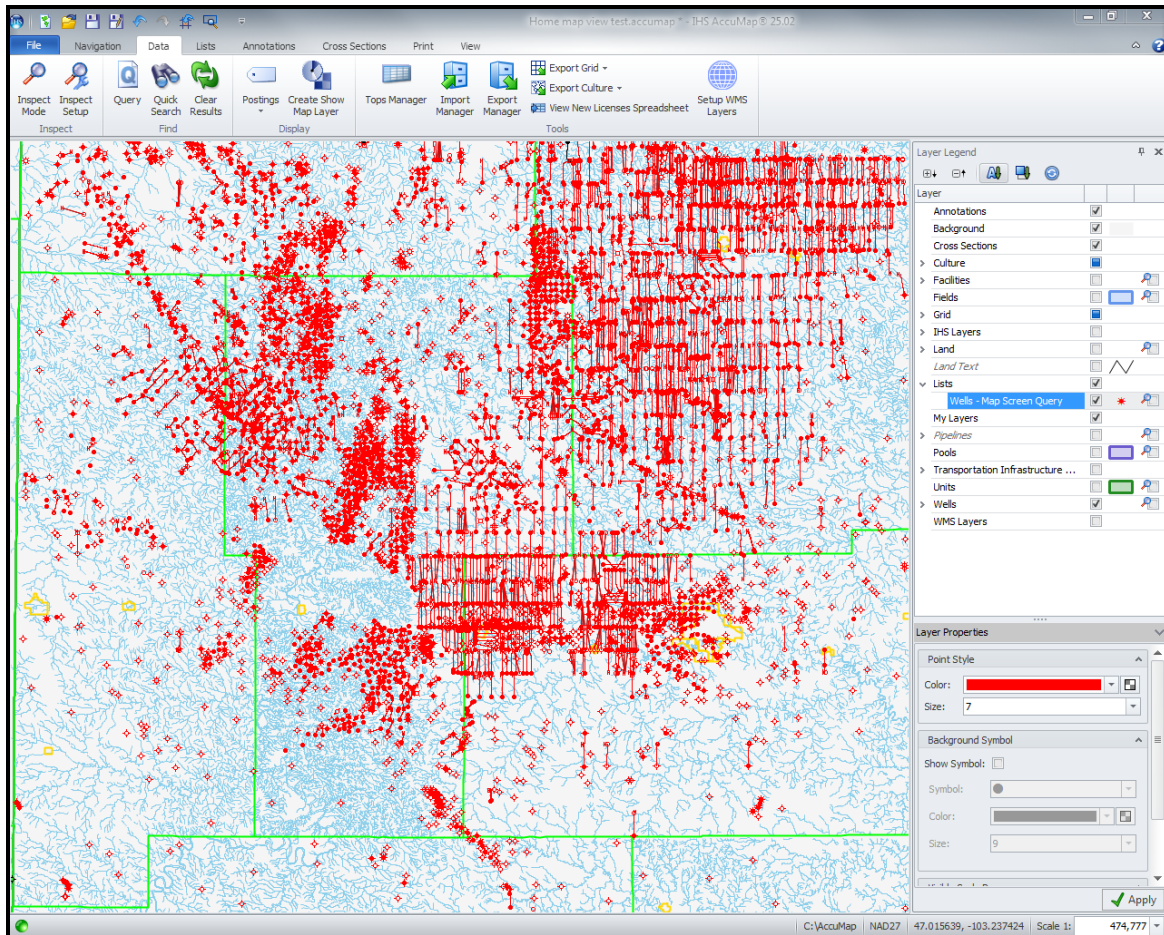 Home map view test.accumap * - IHS AccuMap® 25.02
File Navigation Data Lists Annotations Cross Sections Print View
Inspect Mode
Inspect Setup
Query
Quick Search
Clear Results
Postings
Create Show Map Layer
Tops Manager
Import Manager
Export Manager
Export Grid
Export Culture
View New Licenses Spreadsheet
Setup WMS Layers
Inspect Find Display Tools
Layer Legend
Layer
Annotations
Background
Cross Sections
Culture
Facilities
Fields
Grid
IHS Layers
Land
Land Text
Lists
Wells - Map Screen Query
My Layers
Pipelines
Pools
Transportation Infrastructure ...
Units
Wells
WMS Layers
Layer Properties
Point Style
Color:
Size: 7
Background Symbol
Show Symbol:
Symbol:
Color:
Size: 9
Apply
C:\AccuMap NAD27 47.015639, -103.237424 Scale 1: 474,777